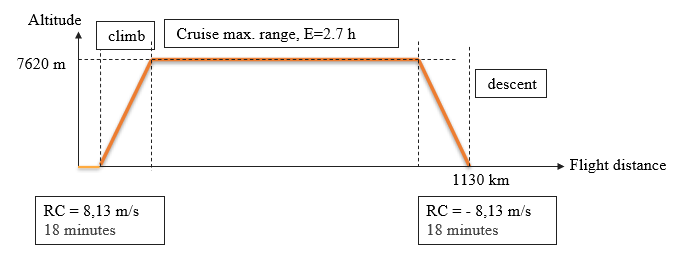 Altitude
climb
Cruise max. range, E=2.7 h
7620 m
descent
Flight distance
1130 km
RC = 8,13 m/s
18 minutes
RC = - 8,13 m/s
18 minutes